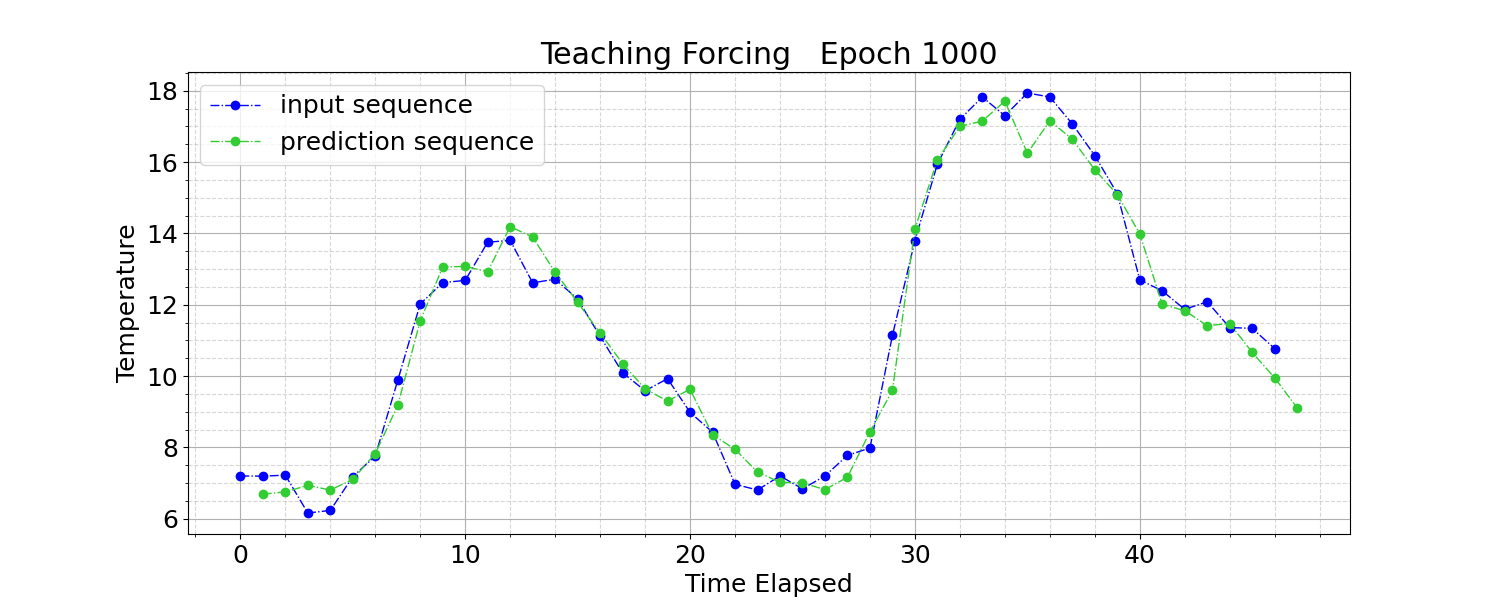 Teaching Forcing   Epoch 1000
input sequence
prediction sequence
Temperature
18
16
14
12
10
8
6
0 10 20 30 40
Time Elapsed